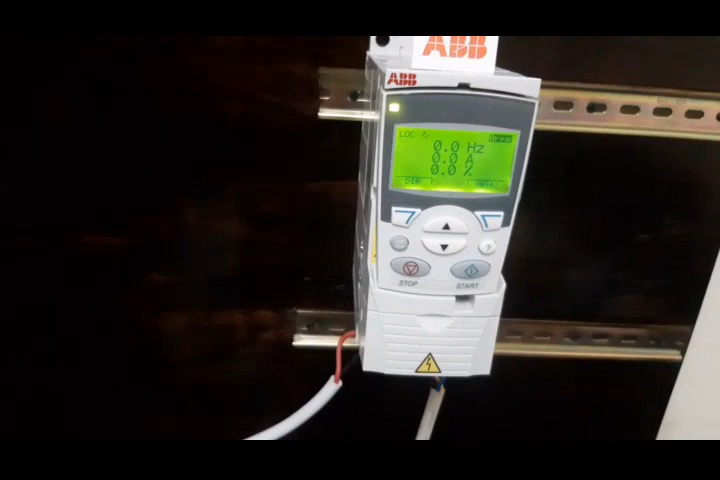 ABB
ABB
LOC ↻
0.0 Hz
0.0 A
0.0 %
DIR
MENU
?
STOP
START